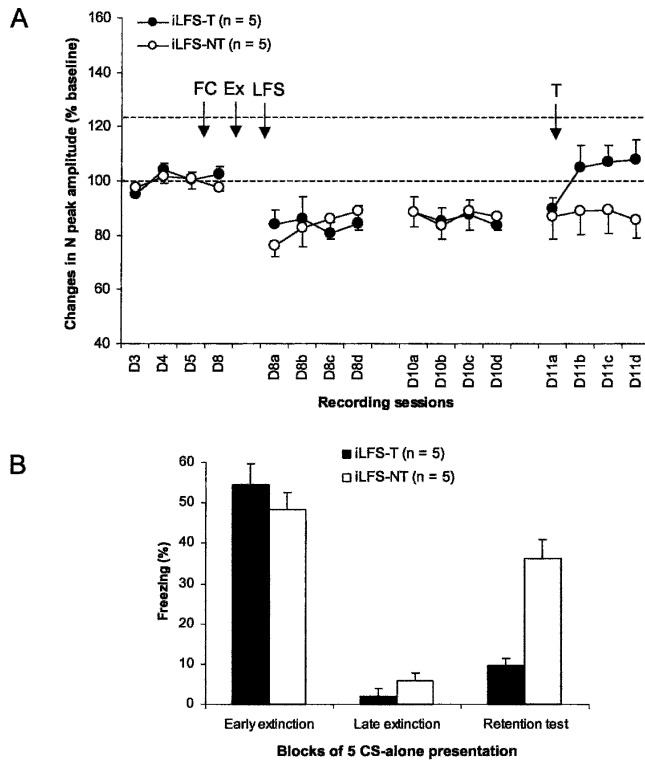 A
iLFS-T (n = 5)
iLFS-NT (n = 5)
FC Ex LFS
T
Changes in N peak amplitude (% baseline)
160
140
120
100
80
60
40
D3 D4 D5 D8 D8a D8b D8c D8d D10a D10b D10c D10d D11a D11b D11c D11d
Recording sessions
B
iLFS-T (n = 5)
iLFS-NT (n = 5)
Freezing (%)
60
50
40
30
20
10
0
Early extinction Late extinction Retention test
Blocks of 5 CS-alone presentation